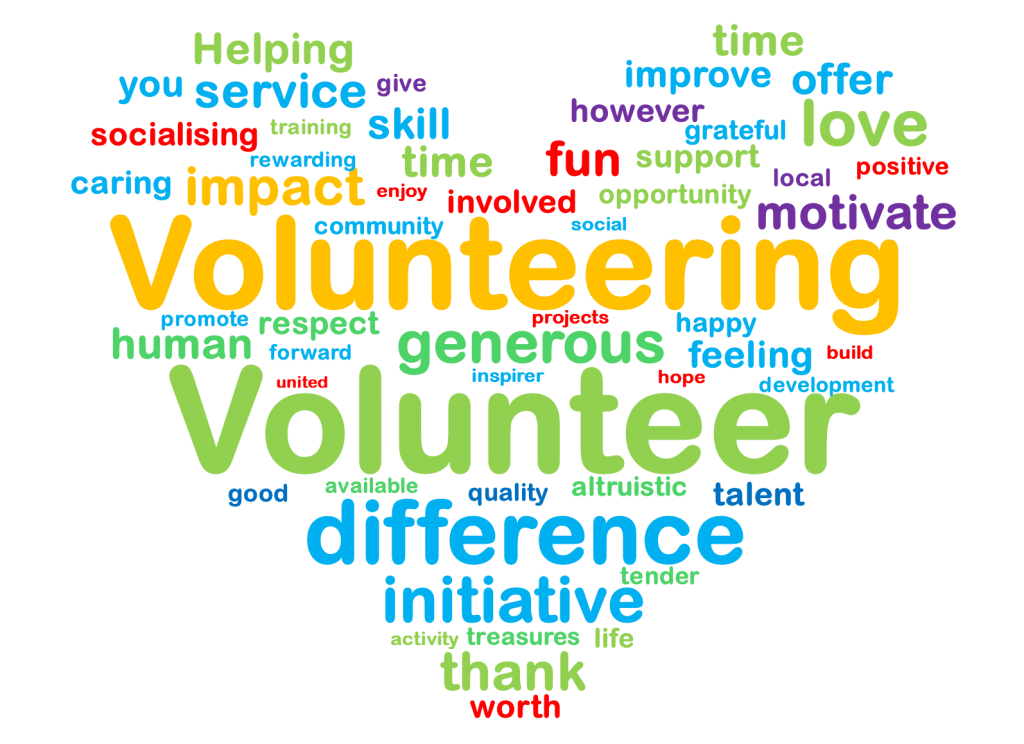 Helping
time
you service give
improve offer
socialising training skill
however grateful love
rewarding time fun support positive
caring impact enjoy involved opportunity local motivate
community social
Volunteering
promote respect projects happy
human forward generous feeling build
united inspirer hope development
Volunteer
good available quality altruistic talent
difference
tender
initiative
activity treasures life
thank
worth